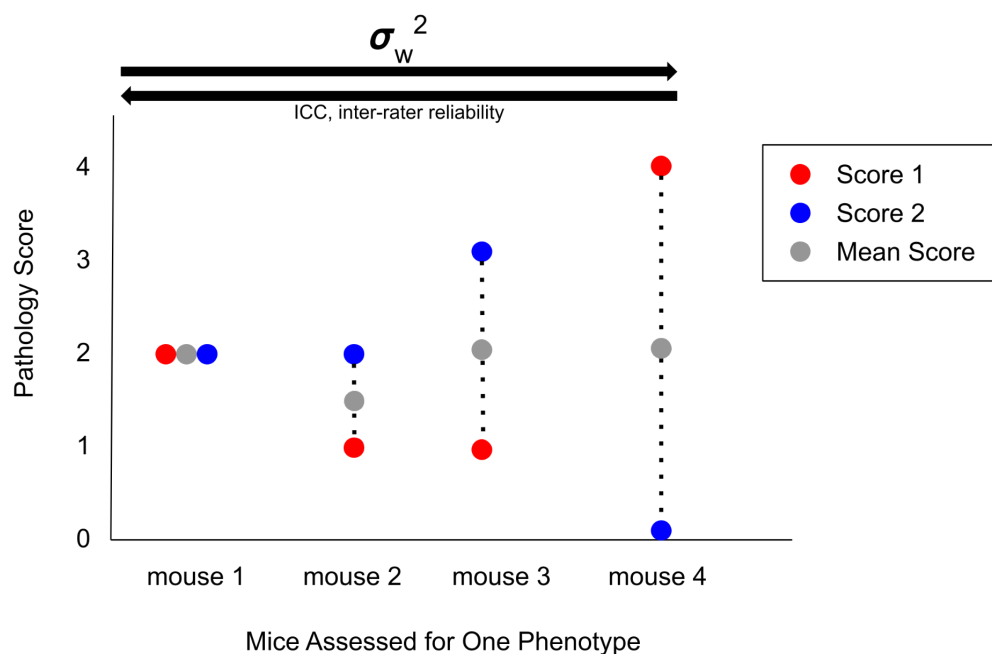 σw²
ICC, inter-rater reliability
Score 1
Score 2
Mean Score
Pathology Score
4
3
2
1
0
mouse 1 mouse 2 mouse 3 mouse 4
Mice Assessed for One Phenotype